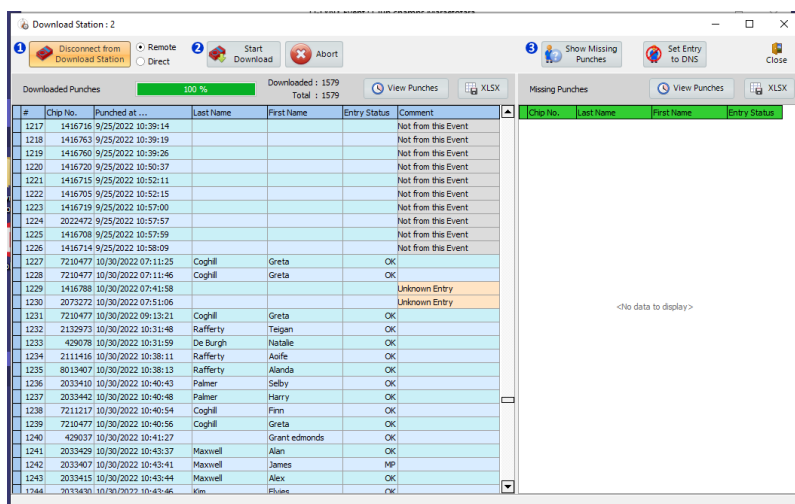 Download Station : 2
1 Disconnect from Download Station Remote Direct 2 Start Download Abort 3 Show Missing Punches Set Entry to DNS Close
Downloaded Punches 100 % Downloaded : 1579 Total : 1579 View Punches XLSX Missing Punches View Punches XLSX
# Chip No. Punched at ... Last Name First Name Entry Status Comment Chip No. Last Name First Name Entry Status
1217 1416716 9/25/2022 10:39:14 Not from this Event
1218 1416763 9/25/2022 10:39:19 Not from this Event
1219 1416760 9/25/2022 10:39:26 Not from this Event
1220 1416720 9/25/2022 10:50:37 Not from this Event
1221 1416715 9/25/2022 10:52:11 Not from this Event
1222 1416705 9/25/2022 10:52:15 Not from this Event
1223 1416719 9/25/2022 10:57:00 Not from this Event
1224 2022472 9/25/2022 10:57:57 Not from this Event
1225 1416708 9/25/2022 10:57:59 Not from this Event
1226 1416714 9/25/2022 10:58:09 Not from this Event
1227 7210477 10/30/2022 07:11:25 Coghill Greta OK
1228 7210477 10/30/2022 07:11:46 Coghill Greta OK
1229 1416788 10/30/2022 07:41:58 Unknown Entry
1230 2073272 10/30/2022 07:51:06 Unknown Entry
<No data to display>
1231 7210477 10/30/2022 09:13:21 Coghill Greta OK
1232 2132973 10/30/2022 10:31:48 Rafferty Teigan OK
1233 429078 10/30/2022 10:31:59 De Burgh Natalie OK
1234 2111416 10/30/2022 10:38:11 Rafferty Aoife OK
1235 8013407 10/30/2022 10:38:13 Rafferty Alanda OK
1236 2033410 10/30/2022 10:40:43 Palmer Selby OK
1237 2033442 10/30/2022 10:40:48 Palmer Harry OK
1238 7211217 10/30/2022 10:40:54 Coghill Finn OK
1239 7210477 10/30/2022 10:40:56 Coghill Greta OK
1240 429037 10/30/2022 10:41:27 Grant edmonds OK
1241 2033429 10/30/2022 10:43:37 Maxwell Alan OK
1242 2033407 10/30/2022 10:43:41 Maxwell James MP
1243 2033415 10/30/2022 10:43:44 Maxwell Alex OK
1244 2033430 10/30/2022 10:43:46 Kim Elvies OK